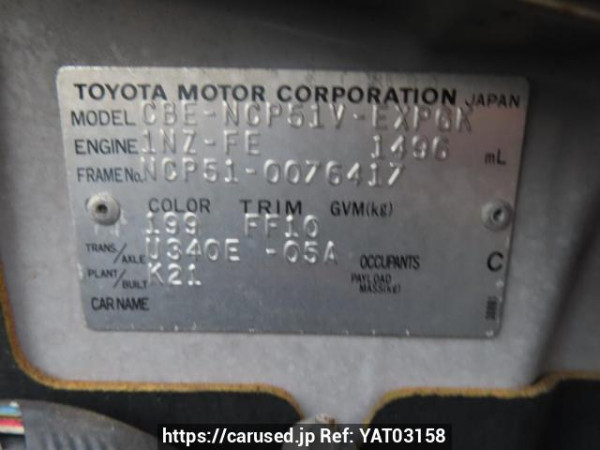 TOYOTA MOTOR CORPORATION JAPAN
MODEL CBE-NCP51V-EXPGK
ENGINE 1NZ-FE 1496 mL
FRAME No. NCP51-0076417
COLOR TRIM GVM(kg)
199 FF10
TRANS./AXLE U340E -05A OCCUPANTS C
PLANT/BUILT K21 PAYLOAD MASS(kg)
CAR NAME
https://carused.jp Ref: YAT03158